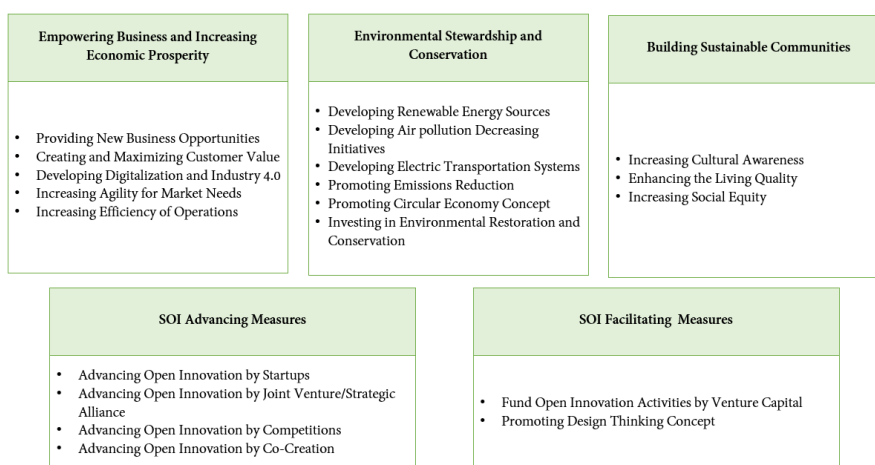 Empowering Business and Increasing
Economic Prosperity
• Providing New Business Opportunities
• Creating and Maximizing Customer Value
• Developing Digitalization and Industry 4.0
• Increasing Agility for Market Needs
• Increasing Efficiency of Operations
Environmental Stewardship and
Conservation
• Developing Renewable Energy Sources
• Developing Air pollution Decreasing
Initiatives
• Developing Electric Transportation Systems
• Promoting Emissions Reduction
• Promoting Circular Economy Concept
• Investing in Environmental Restoration and
Conservation
Building Sustainable Communities
• Increasing Cultural Awareness
• Enhancing the Living Quality
• Increasing Social Equity
SOI Advancing Measures
• Advancing Open Innovation by Startups
• Advancing Open Innovation by Joint Venture/Strategic
Alliance
• Advancing Open Innovation by Competitions
• Advancing Open Innovation by Co-Creation
SOI Facilitating Measures
• Fund Open Innovation Activities by Venture Capital
• Promoting Design Thinking Concept